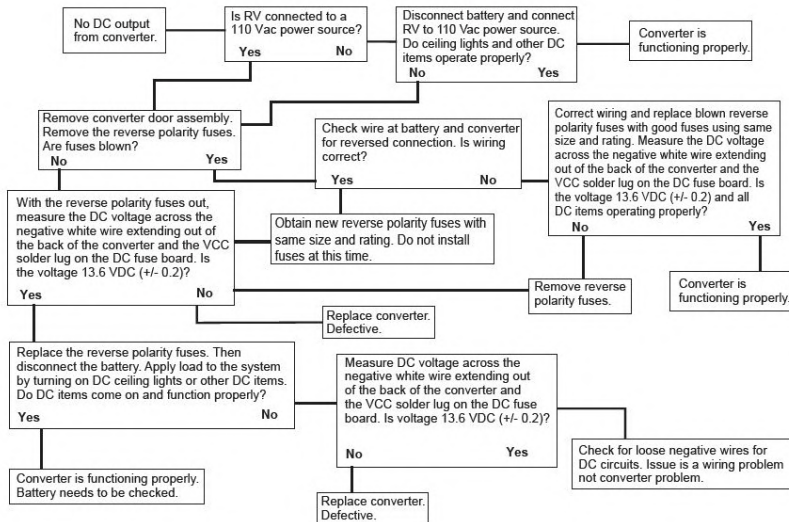 No DC output
from converter.
Is RV connected to a
110 Vac power source?
Yes No
Disconnect battery and connect
RV to 110 Vac power source.
Do ceiling lights and other DC
items operate properly?
No Yes
Converter is
functioning properly.
Remove converter door assembly.
Remove the reverse polarity fuses.
Are fuses blown?
No Yes
Check wire at battery and converter
for reversed connection. Is wiring
correct?
Yes No
Correct wiring and replace blown reverse
polarity fuses with good fuses using same
size and rating. Measure the DC voltage
across the negative white wire extending
out of the back of the converter and the
VCC solder lug on the DC fuse board. Is
the voltage 13.6 VDC (+/- 0.2) and all
DC items operating properly?
No Yes
With the reverse polarity fuses out,
measure the DC voltage across the
negative white wire extending out of
the back of the converter and the VCC
solder lug on the DC fuse board. Is
the voltage 13.6 VDC (+/- 0.2)?
Yes No
Obtain new reverse polarity fuses with
same size and rating. Do not install
fuses at this time.
Remove reverse
polarity fuses.
Converter is
functioning properly.
Replace converter.
Defective.
Replace the reverse polarity fuses. Then
disconnect the battery. Apply load to the system
by turning on DC ceiling lights or other DC items.
Do DC items come on and function properly?
Yes No
Measure DC voltage across the
negative white wire extending out
of the back of the converter and
the VCC solder lug on the DC fuse
board. Is voltage 13.6 VDC (+/- 0.2)?
No Yes
Check for loose negative wires for
DC circuits. Issue is a wiring problem
not converter problem.
Converter is functioning properly.
Battery needs to be checked.
Replace converter.
Defective.